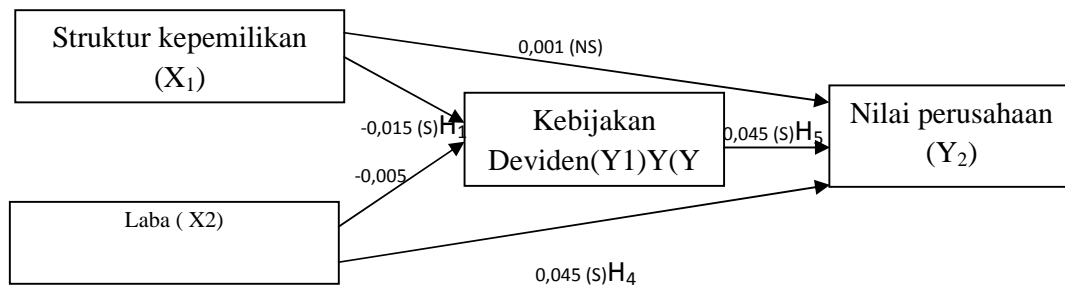 Struktur kepemilikan
(X₁)
0,001 (NS)
-0,015 (S)H₁
Kebijakan
Deviden(Y1)Y(Y
0,045 (S)H₅
Nilai perusahaan
(Y₂)
-0,005
Laba ( X2)
0,045 (S)H₄